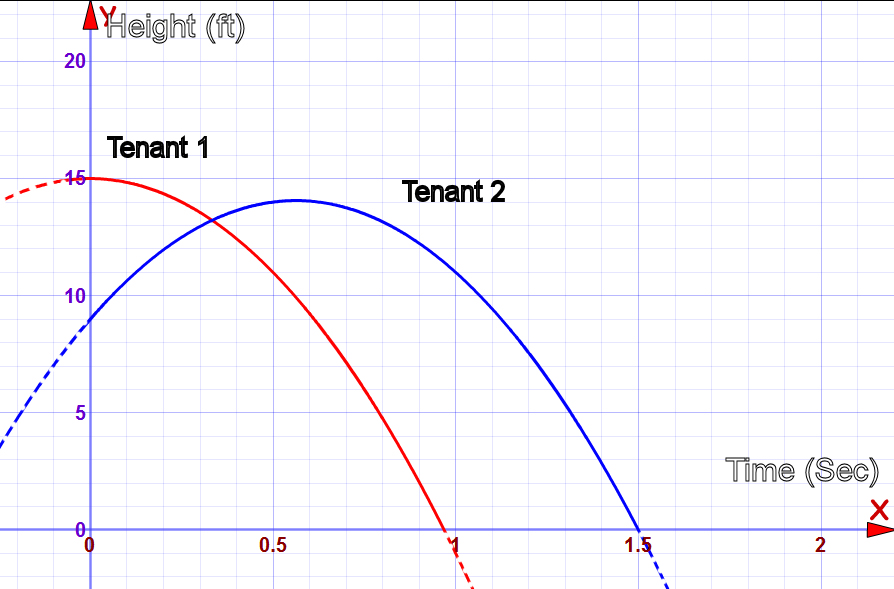 Y
Height (ft)
20
Tenant 1
15
Tenant 2
10
5
Time (Sec)
X
0
0 0.5 1 1.5 2